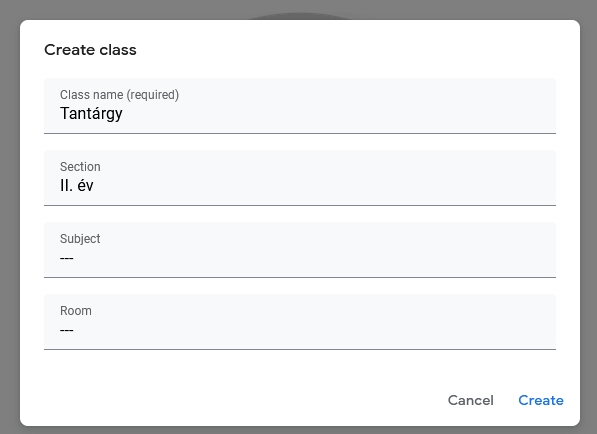 Create class
Class name (required)
Tantárgy
Section
II. év
Subject
---
Room
---
Cancel Create